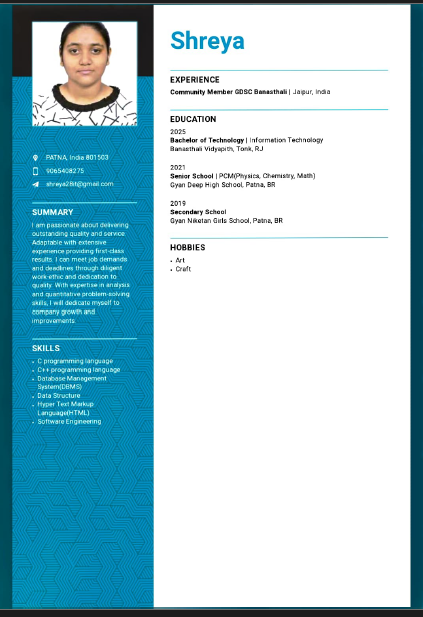 Shreya
EXPERIENCE
Community Member GDSC Banasthali | Jaipur, India
EDUCATION
2025
Bachelor of Technology | Information Technology
Banasthali Vidyapith, Tonk, RJ
2021
Senior School | PCM(Physics, Chemistry, Math)
Gyan Deep High School, Patna, BR
2019
Secondary School
Gyan Niketan Girls School, Patna, BR
HOBBIES
• Art
• Craft
PATNA, India 801503
9065408275
shreya28it@gmail.com
SUMMARY
I am passionate about delivering
outstanding quality and service.
Adaptable with extensive
experience providing first-class
results. I can meet job demands
and deadlines through diligent
work-ethic and dedication to
quality. With expertise in analysis
and quantitative problem-solving
skills, I will dedicate myself to
company growth and
improvements.
SKILLS
• C programming language
• C++ programming language
• Database Management
System(DBMS)
• Data Structure
• Hyper Text Markup
Language(HTML)
• Software Engineering